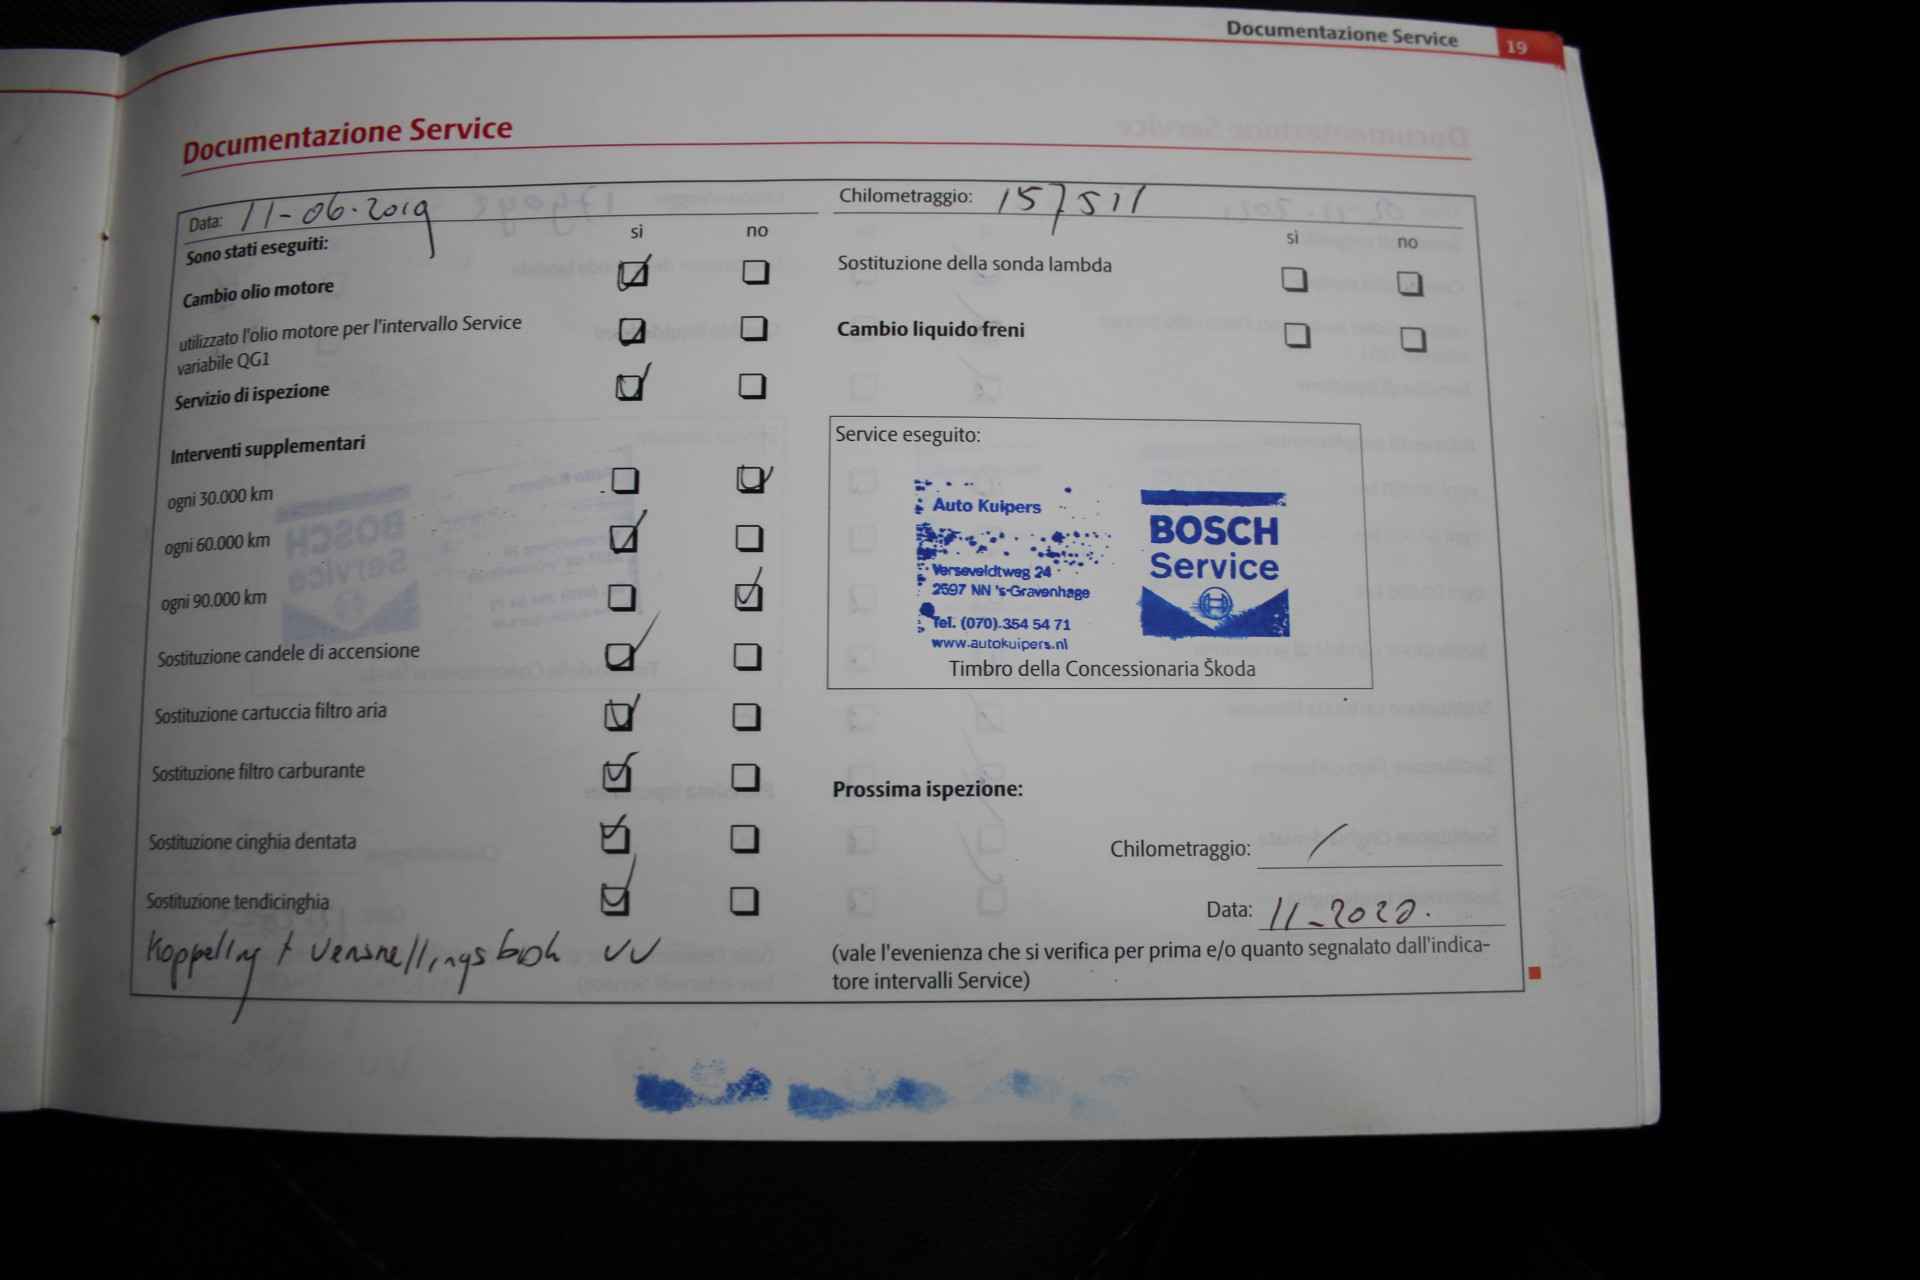 Documentazione Service 19
Documentazione Service
Data: 11-06-2019
Chilometraggio: 157511
Sono stati eseguiti:
sì no
Cambio olio motore
utilizzato l'olio motore per l'intervallo Service
variabile QG1
Servizio di ispezione
Interventi supplementari
ogni 30.000 km
ogni 60.000 km
ogni 90.000 km
Sostituzione candele di accensione
Sostituzione cartuccia filtro aria
Sostituzione filtro carburante
Sostituzione cinghia dentata
Sostituzione tendicinghia
Koppeling + versnellingsbak VV
sì no
Sostituzione della sonda lambda
Cambio liquido freni
Service eseguito:
Auto Kuipers
Verseveldtweg 24
2597 NN 's-Gravenhage
Tel. (070) 354 54 71
www.autokuipers.nl
BOSCH
Service
Timbro della Concessionaria Škoda
Prossima ispezione:
Chilometraggio: /
Data: 11-2020.
(vale l'evenienza che si verifica per prima e/o quanto segnalato dall'indica-
tore intervalli Service)